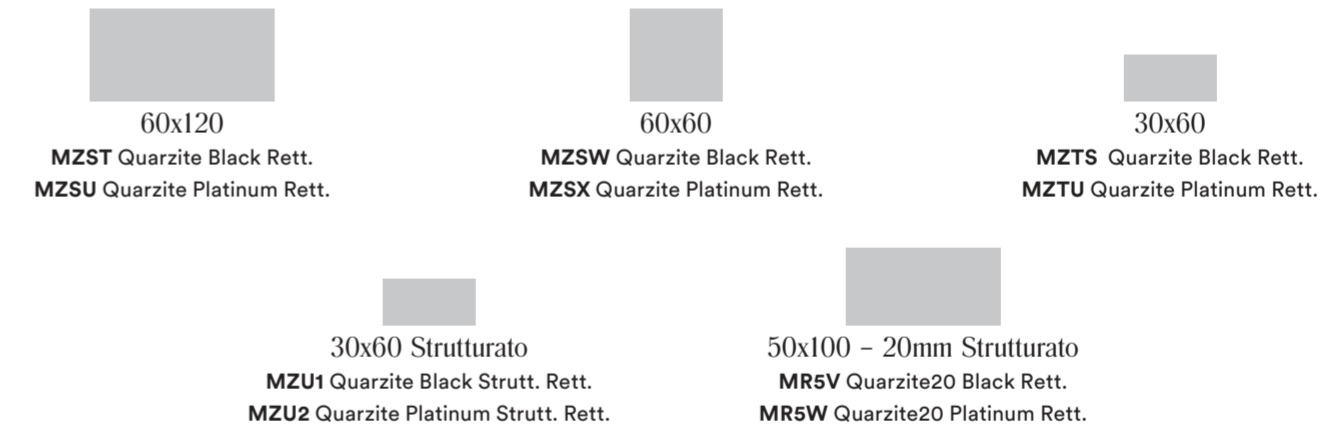 60x120
MZST Quarzite Black Rett.
MZSU Quarzite Platinum Rett.
60x60
MZSW Quarzite Black Rett.
MZSX Quarzite Platinum Rett.
30x60
MZTS Quarzite Black Rett.
MZTU Quarzite Platinum Rett.
30x60 Strutturato
MZU1 Quarzite Black Strutt. Rett.
MZU2 Quarzite Platinum Strutt. Rett.
50x100 – 20mm Strutturato
MR5V Quarzite20 Black Rett.
MR5W Quarzite20 Platinum Rett.